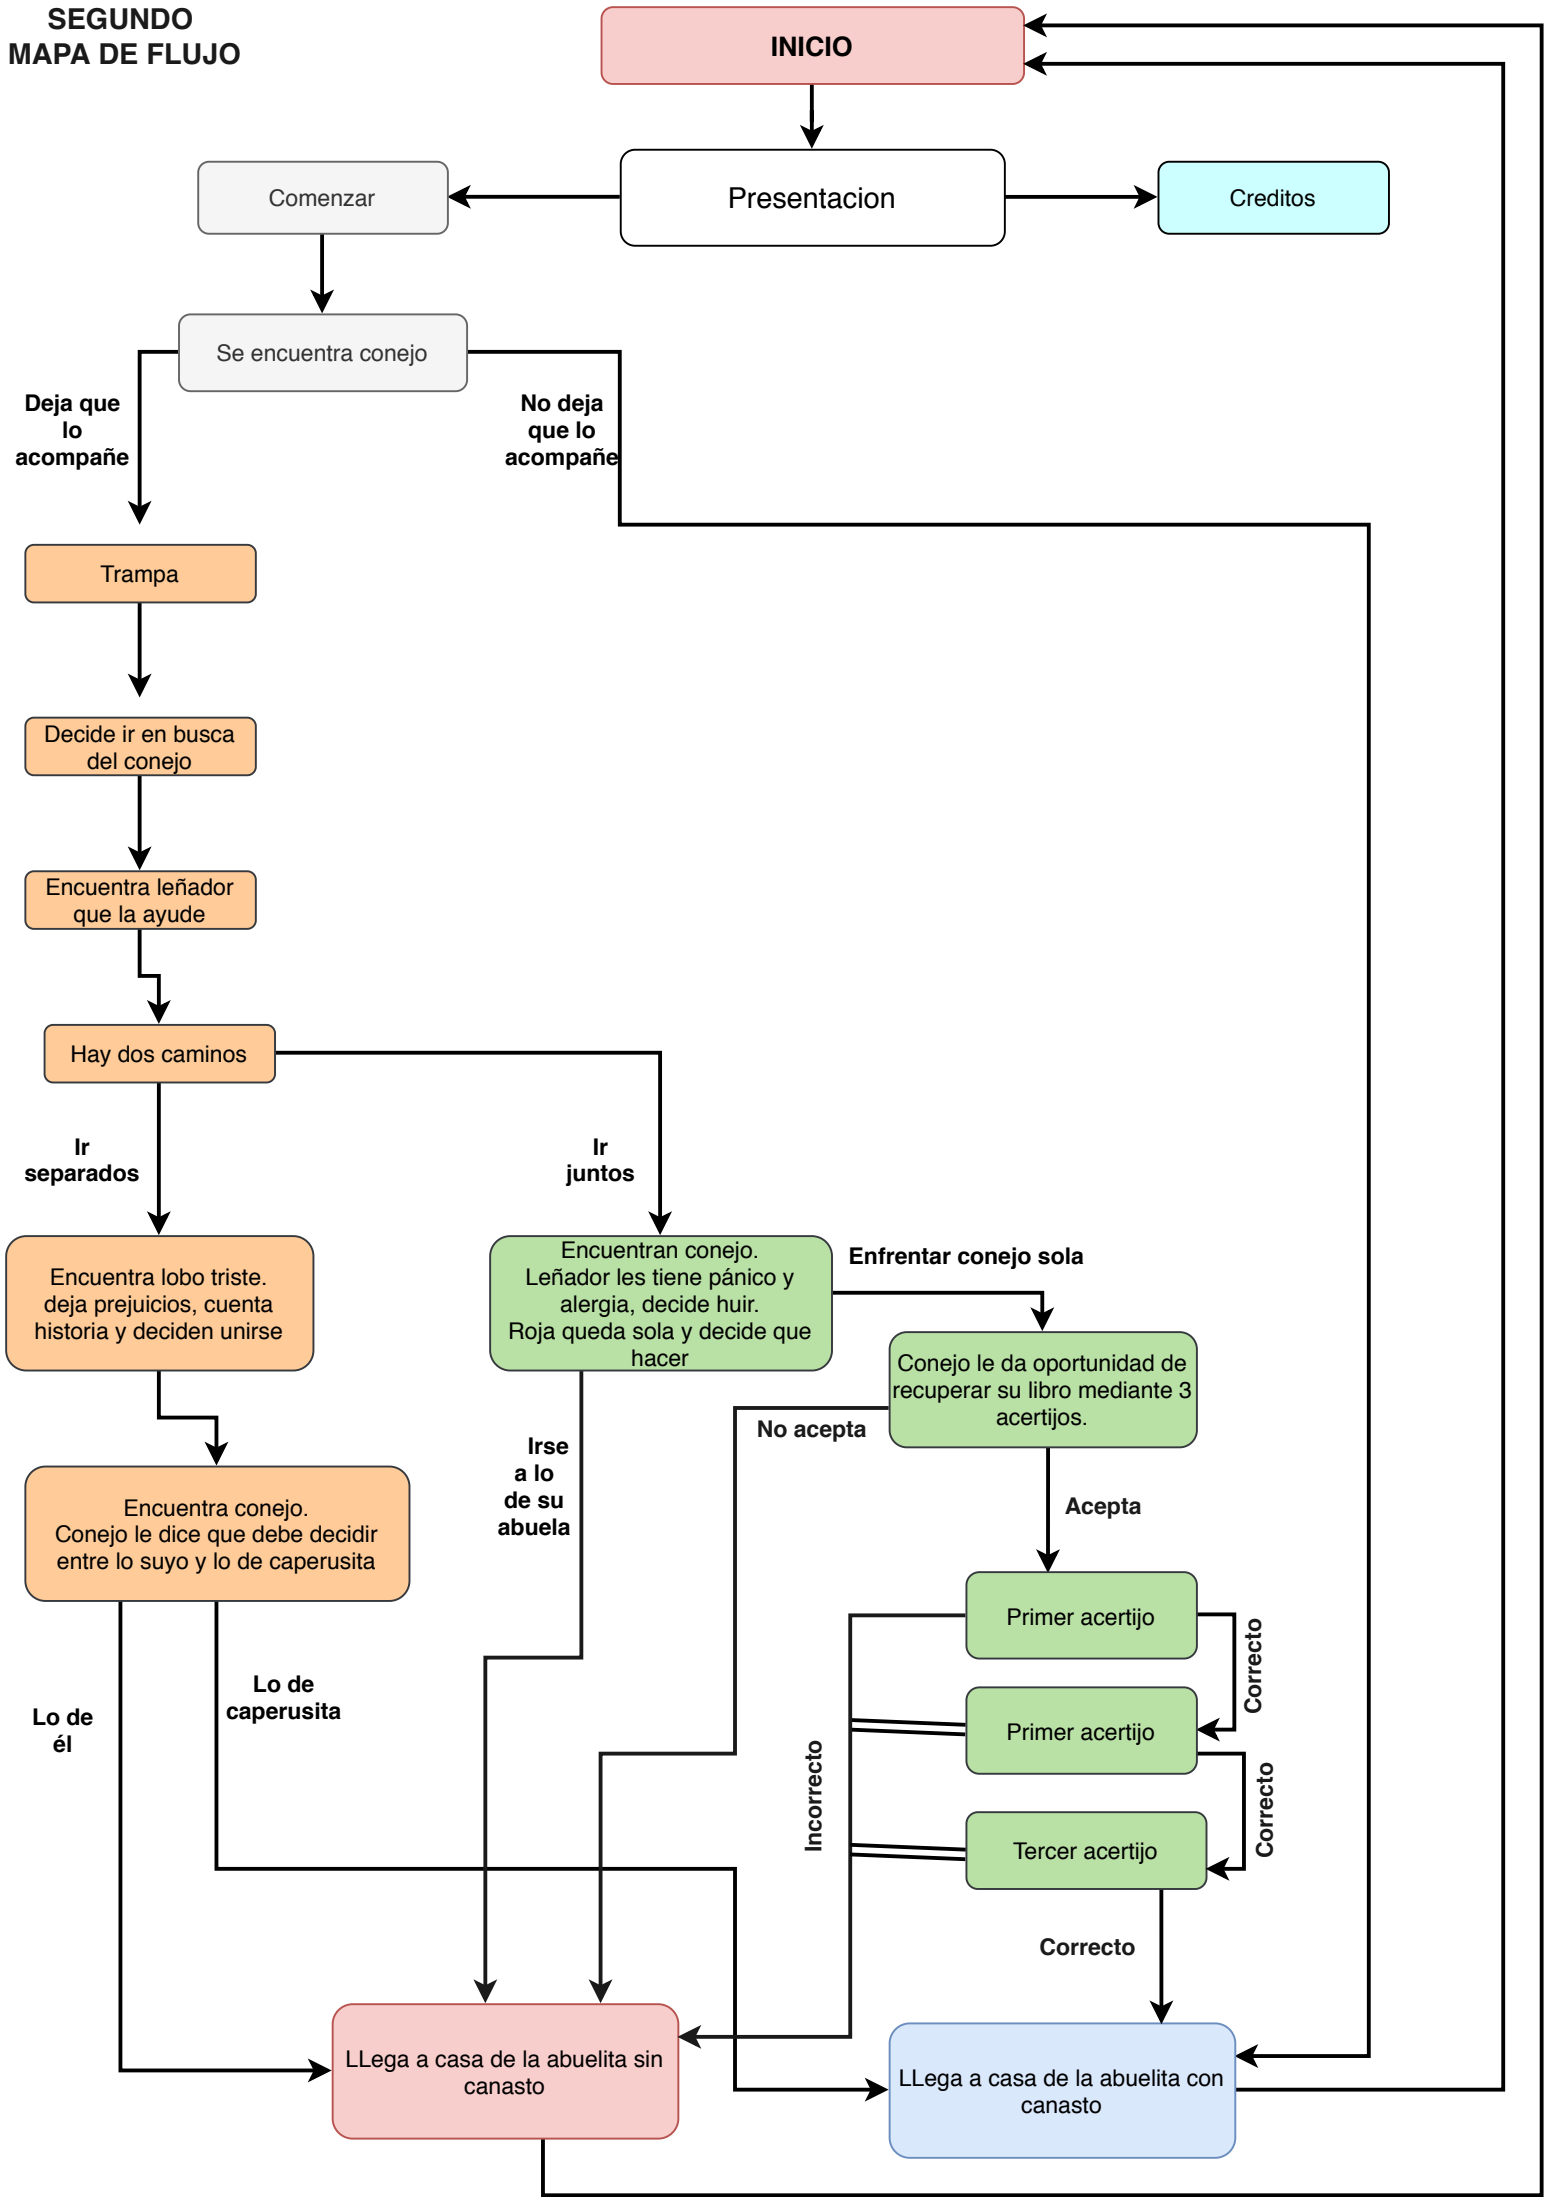 SEGUNDO
MAPA DE FLUJO
INICIO
Comenzar
Presentacion
Creditos
Se encuentra conejo
Deja que
lo
acompañe
No deja
que lo
acompañe
Trampa
Decide ir en busca
del conejo
Encuentra leñador
que la ayude
Hay dos caminos
Ir
separados
Ir
juntos
Encuentra lobo triste.
deja prejuicios, cuenta
historia y deciden unirse
Encuentran conejo.
Leñador les tiene pánico y
alergia, decide huir.
Roja queda sola y decide que
hacer
Enfrentar conejo sola
Conejo le da oportunidad de
recuperar su libro mediante 3
acertijos.
No acepta
Irse
a lo
de su
abuela
Acepta
Encuentra conejo.
Conejo le dice que debe decidir
entre lo suyo y lo de caperusita
Primer acertijo
Correcto
Lo de
caperusita
Lo de
él
Primer acertijo
Correcto
Incorrecto
Tercer acertijo
Correcto
LLega a casa de la abuelita sin
canasto
LLega a casa de la abuelita con
canasto